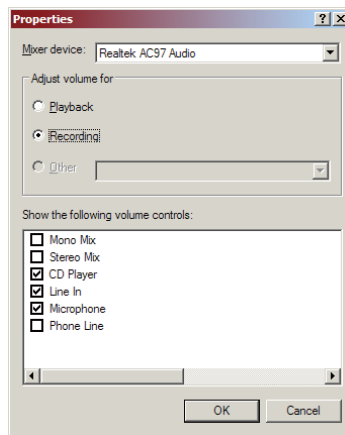 Properties
Mixer device: Realtek AC97 Audio
Adjust volume for
Playback
Recording
Other
Show the following volume controls:
Mono Mix
Stereo Mix
CD Player
Line In
Microphone
Phone Line
OK Cancel